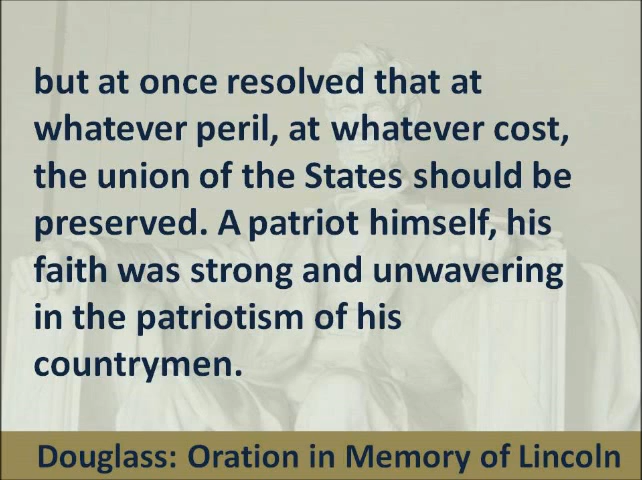 but at once resolved that at
whatever peril, at whatever cost,
the union of the States should be
preserved. A patriot himself, his
faith was strong and unwavering
in the patriotism of his
countrymen.
Douglass: Oration in Memory of Lincoln